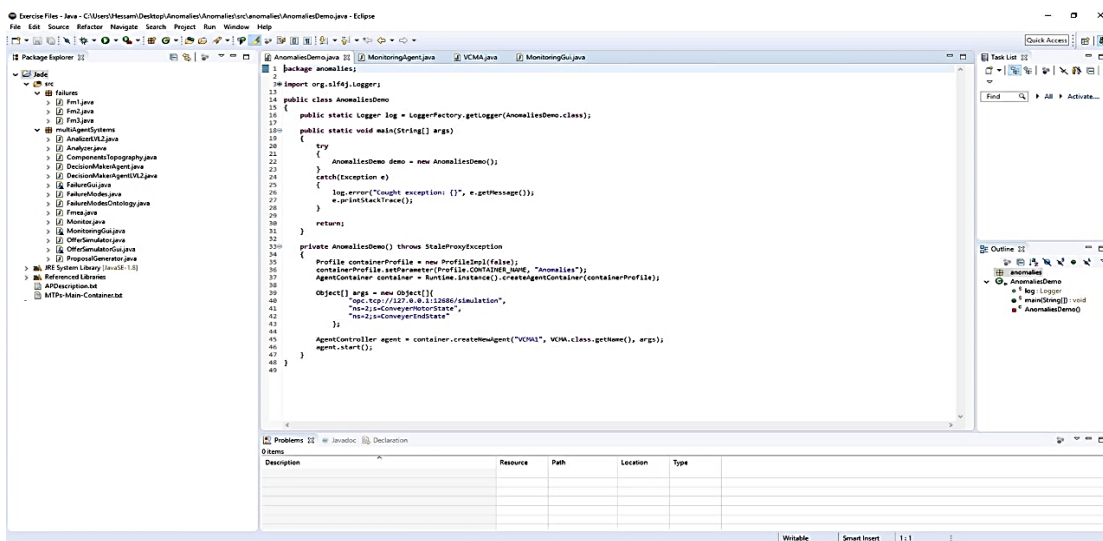 Exercise Files - Java - C:\Users\Hessam\Desktop\Anomalies\Anomalies\src\anomalies\AnomaliesDemo.java - Eclipse
File Edit Source Refactor Navigate Search Project Run Window Help
Quick Access
Package Explorer
Jade
src
failures
Fm1.java
Fm2.java
Fm3.java
multiAgentSystems
AnalizerLVL2.java
Analyzer.java
ComponentsTopography.java
DecisionMakerAgent.java
DecisionMakerAgentLVL2.java
FailureGui.java
FailureModes.java
FailureModesOntology.java
Fmea.java
Monitor.java
MonitoringGui.java
OfferSimulator.java
OfferSimulatorGui.java
ProposalGenerator.java
JRE System Library [JavaSE-1.8]
Referenced Libraries
APDescription.txt
MTPs-Main-Container.txt
AnomaliesDemo.java MonitoringAgent.java VCMA.java MonitoringGui.java
1 package anomalies;
2
3 import org.slf4j.Logger;
13
14 public class AnomaliesDemo
15 {
16 public static Logger log = LoggerFactory.getLogger(AnomaliesDemo.class);
17
18 public static void main(String[] args)
19 {
20 try
21 {
22 AnomaliesDemo demo = new AnomaliesDemo();
23 }
24 catch(Exception e)
25 {
26 log.error("Cought exception: {}", e.getMessage());
27 e.printStackTrace();
28 }
29
30 return;
31 }
32
33 private AnomaliesDemo() throws StaleProxyException
34 {
35 Profile containerProfile = new ProfileImpl(false);
36 containerProfile.setParameter(Profile.CONTAINER_NAME, "Anomalies");
37 AgentContainer container = Runtime.instance().createAgentContainer(containerProfile);
38
39 Object[] args = new Object[]{
40 "opc.tcp://127.0.0.1:12686/simulation",
41 "ns=2;s=ConveyerMotorState",
42 "ns=2;s=ConveyerEndState"
43 };
44
45 AgentController agent = container.createNewAgent("VCMA1", VCMA.class.getName(), args);
46 agent.start();
47 }
48 }
49
Task List
Find All Activate...
Outline
anomalies
AnomaliesDemo
log : Logger
main(String[]) : void
AnomaliesDemo()
Problems Javadoc Declaration
0 items
Description Resource Path Location Type
Writable Smart Insert 1 : 1